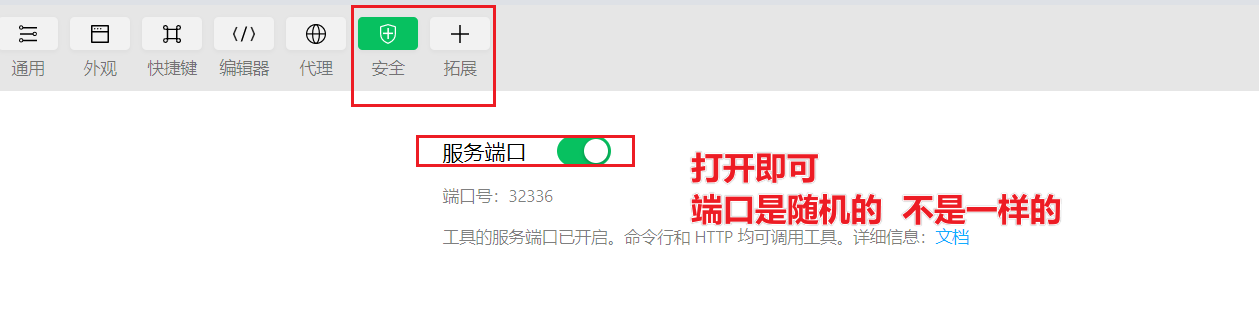 通用 外观 快捷键 编辑器 代理 安全 拓展
服务端口
打开即可
端口号：32336
端口是随机的 不是一样的
工具的服务端口已开启。命令行和 HTTP 均可调用工具。详细信息：文档